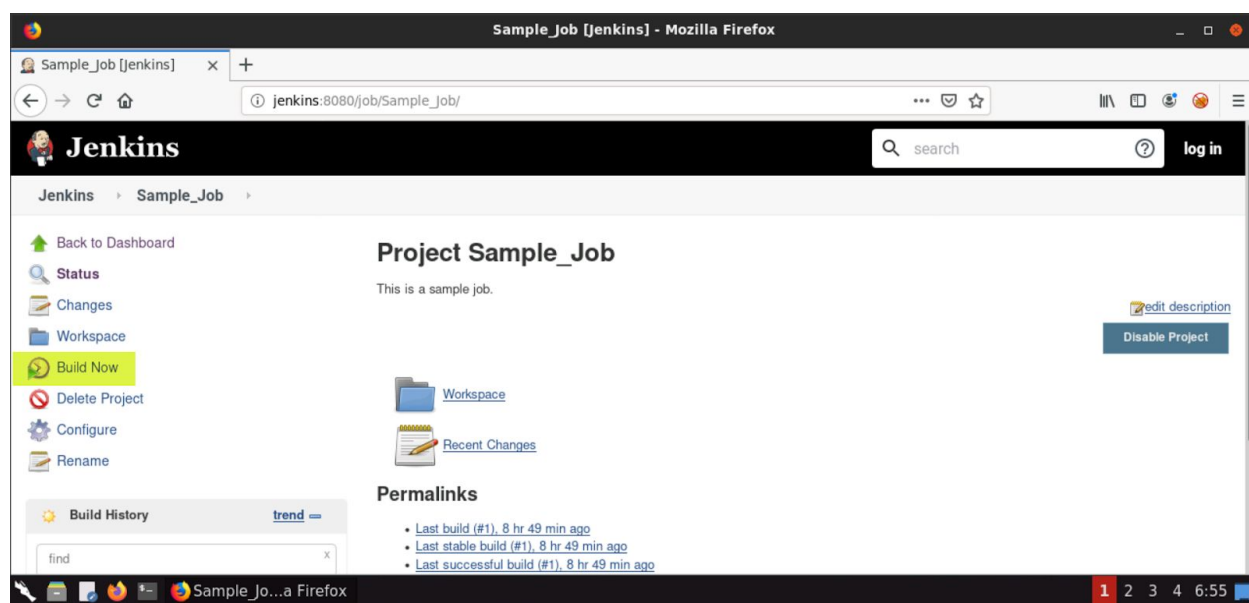 Sample_Job [Jenkins] - Mozilla Firefox
Sample_Job [Jenkins]
jenkins:8080/job/Sample_Job/
Jenkins
search
log in
Jenkins
Sample_Job
Back to Dashboard
Status
Changes
Workspace
Build Now
Delete Project
Configure
Rename
Build History
trend
find
x
Project Sample_Job
This is a sample job.
edit description
Disable Project
Workspace
Recent Changes
Permalinks
• Last build (#1), 8 hr 49 min ago
• Last stable build (#1), 8 hr 49 min ago
• Last successful build (#1), 8 hr 49 min ago
Sample_Jo...a Firefox
1 2 3 4 6:55